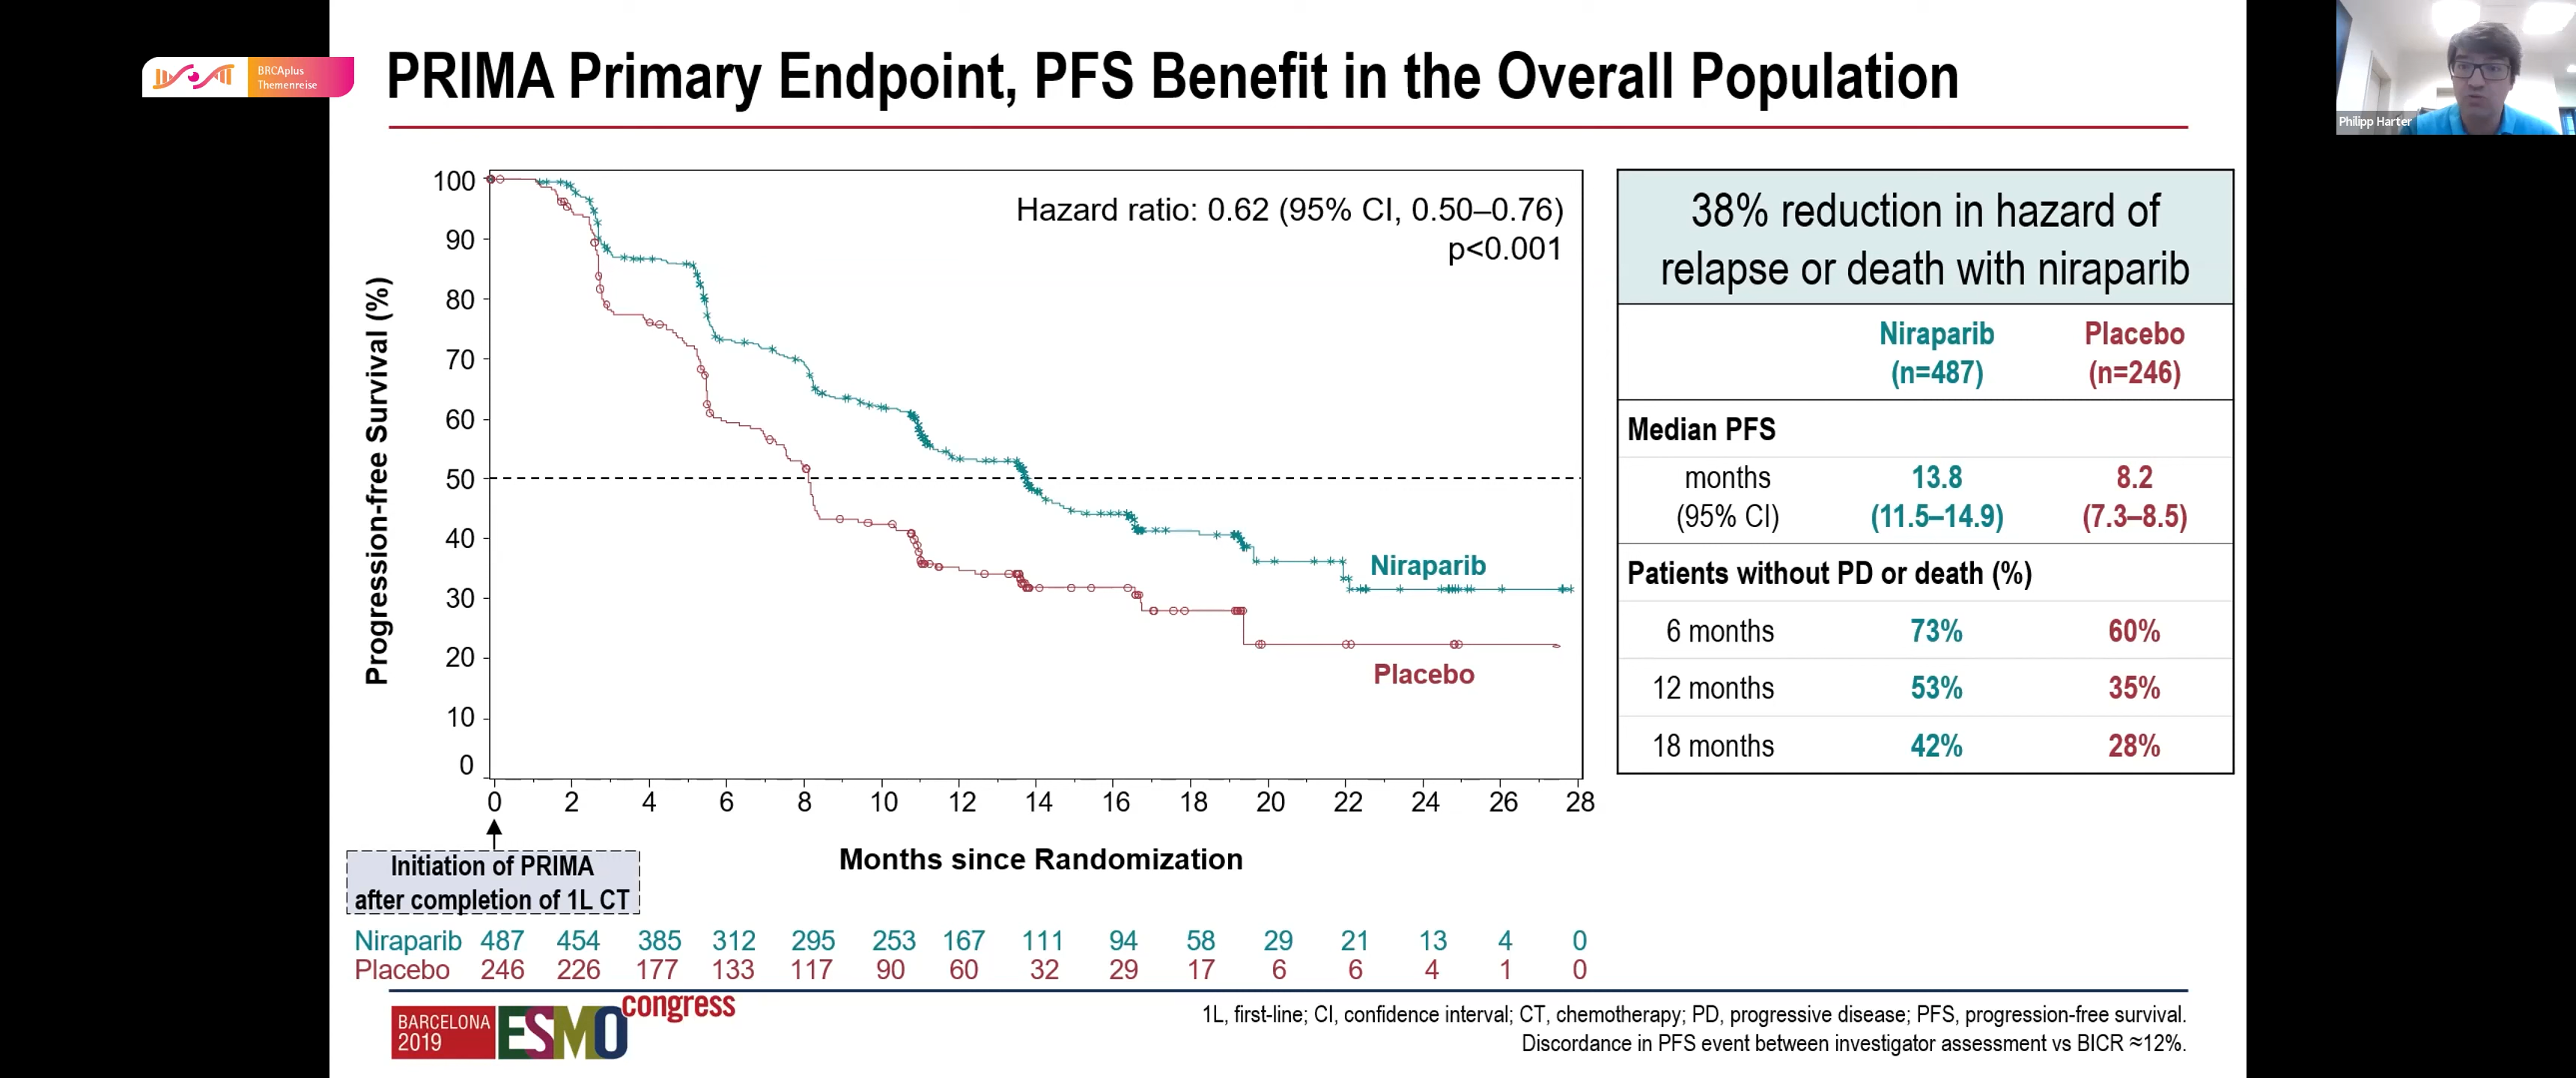 BRCAplus
Themenreise
PRIMA Primary Endpoint, PFS Benefit in the Overall Population
Philipp Harter
Progression-free Survival (%)
100
90
80
70
60
50
40
30
20
10
0
Hazard ratio: 0.62 (95% CI, 0.50–0.76)
p<0.001
Niraparib
Placebo
0 2 4 6 8 10 12 14 16 18 20 22 24 26 28
Months since Randomization
Initiation of PRIMA
after completion of 1L CT
Niraparib 487 454 385 312 295 253 167 111 94 58 29 21 13 4 0
Placebo 246 226 177 133 117 90 60 32 29 17 6 6 4 1 0
38% reduction in hazard of
relapse or death with niraparib
Niraparib Placebo
(n=487) (n=246)
Median PFS
months 13.8 8.2
(95% CI) (11.5–14.9) (7.3–8.5)
Patients without PD or death (%)
6 months 73% 60%
12 months 53% 35%
18 months 42% 28%
BARCELONA
2019
ESMO congress
1L, first-line; CI, confidence interval; CT, chemotherapy; PD, progressive disease; PFS, progression-free survival.
Discordance in PFS event between investigator assessment vs BICR ≈12%.